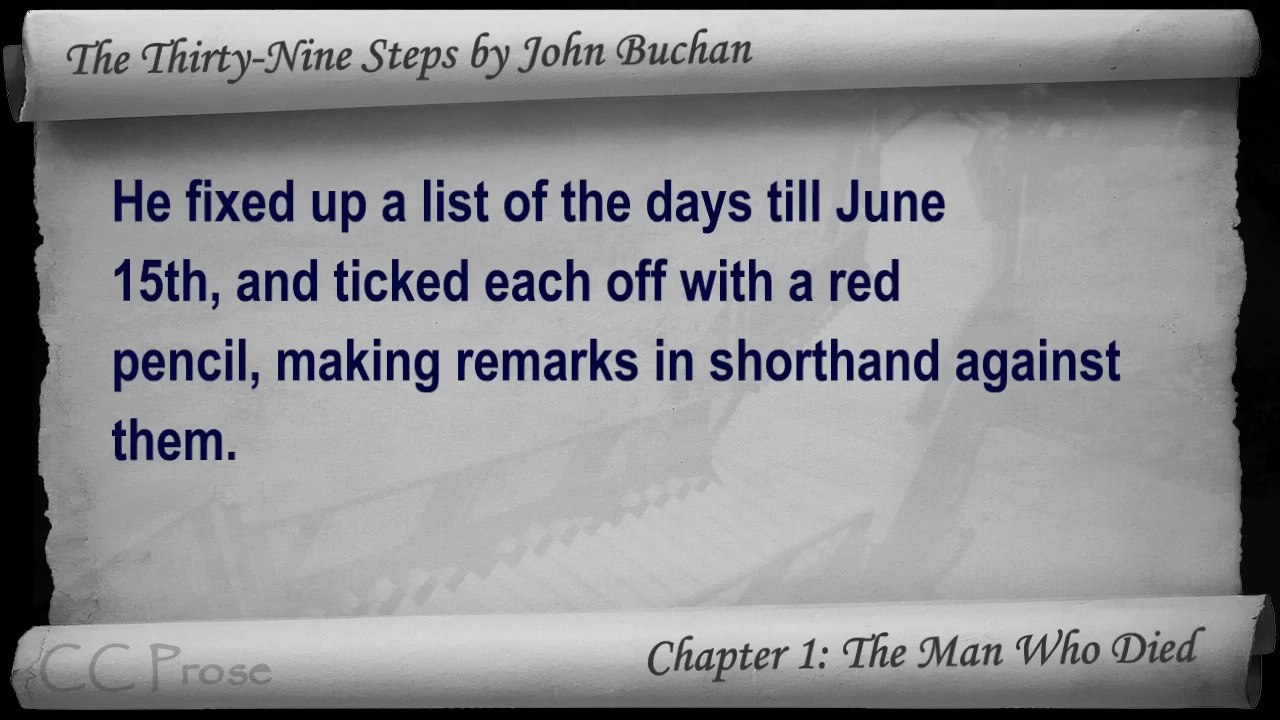 The Thirty-Nine Steps by John Buchan
He fixed up a list of the days till June
15th, and ticked each off with a red
pencil, making remarks in shorthand against
them.
CC Prose
Chapter 1: The Man Who Died